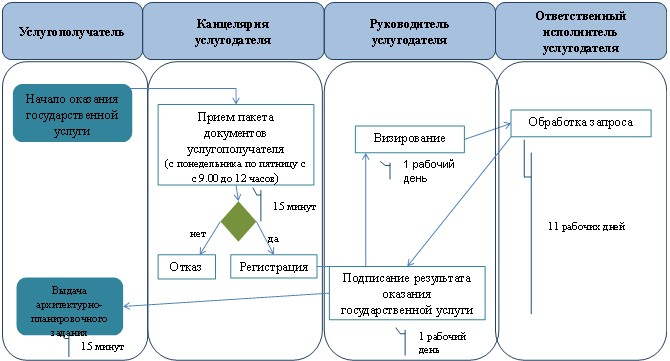 Услугополучатель
Канцелярия
услугодателя
Руководитель
услугодателя
Ответственный
исполнитель
услугодателя
Начало оказания
государственной
услуги
Прием пакета
документов
услугополучателя
(с понедельника по пятницу с
с 9.00 до 12 часов)
15 минут
нет
да
Отказ
Регистрация
Визирование
1 рабочий
день
Обработка запроса
11 рабочих дней
Подписание результата
оказания
государственной услуги
1 рабочий
день
Выдача
архитектурно-
планировочного
задания
15 минут